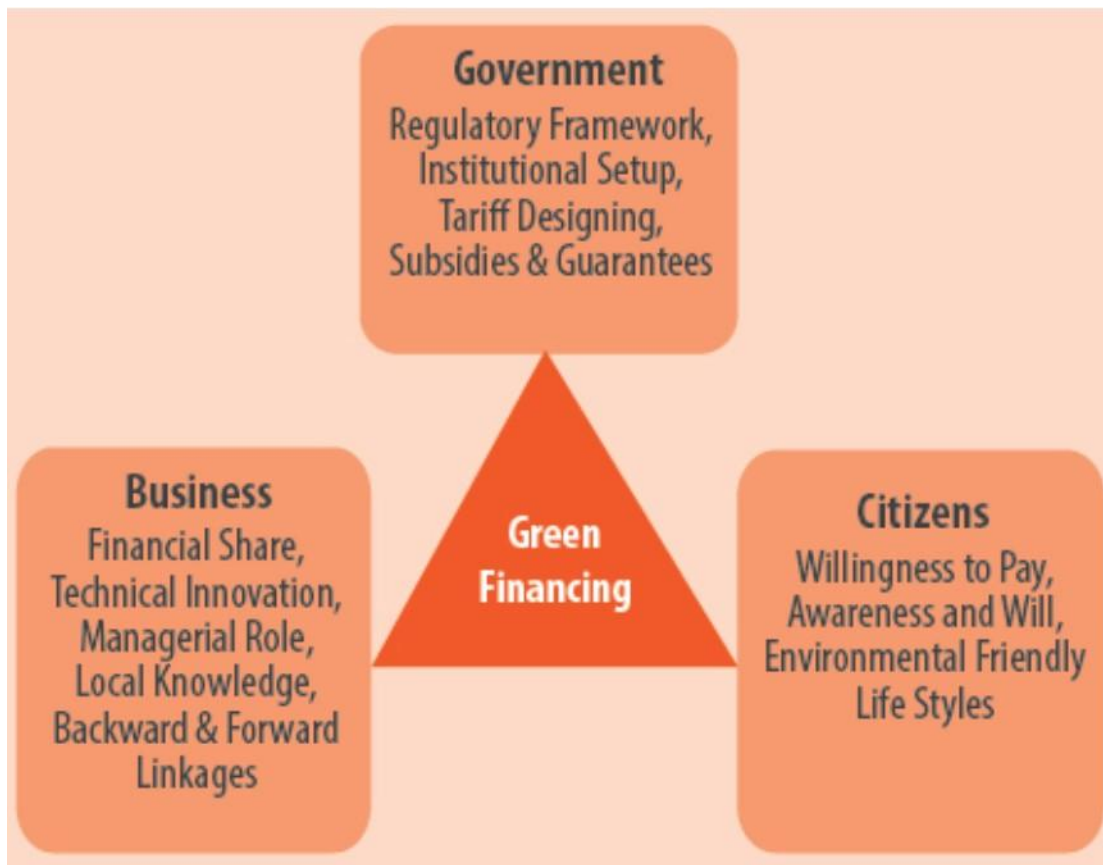 Government
Regulatory Framework,
Institutional Setup,
Tariff Designing,
Subsidies & Guarantees
Business
Financial Share,
Technical Innovation,
Managerial Role,
Local Knowledge,
Backward & Forward
Linkages
Green
Financing
Citizens
Willingness to Pay,
Awareness and Will,
Environmental Friendly
Life Styles